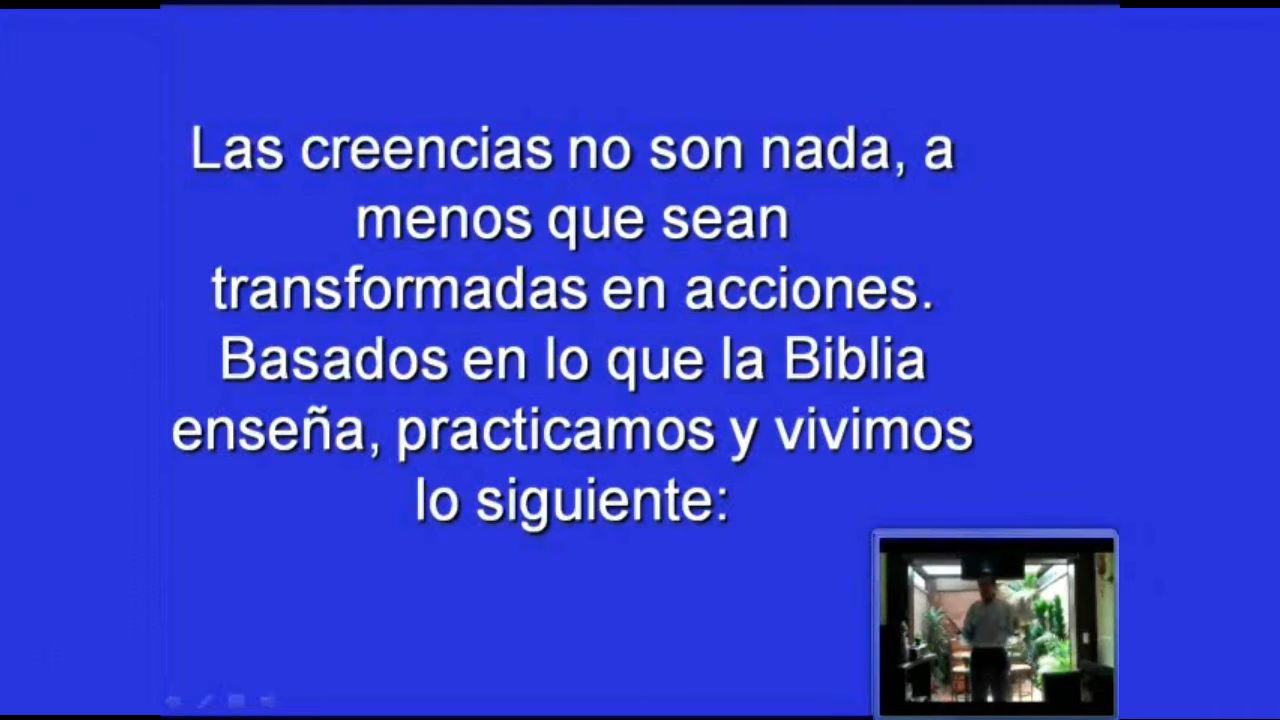 Las creencias no son nada, a
menos que sean
transformadas en acciones.
Basados en lo que la Biblia
enseña, practicamos y vivimos
lo siguiente: